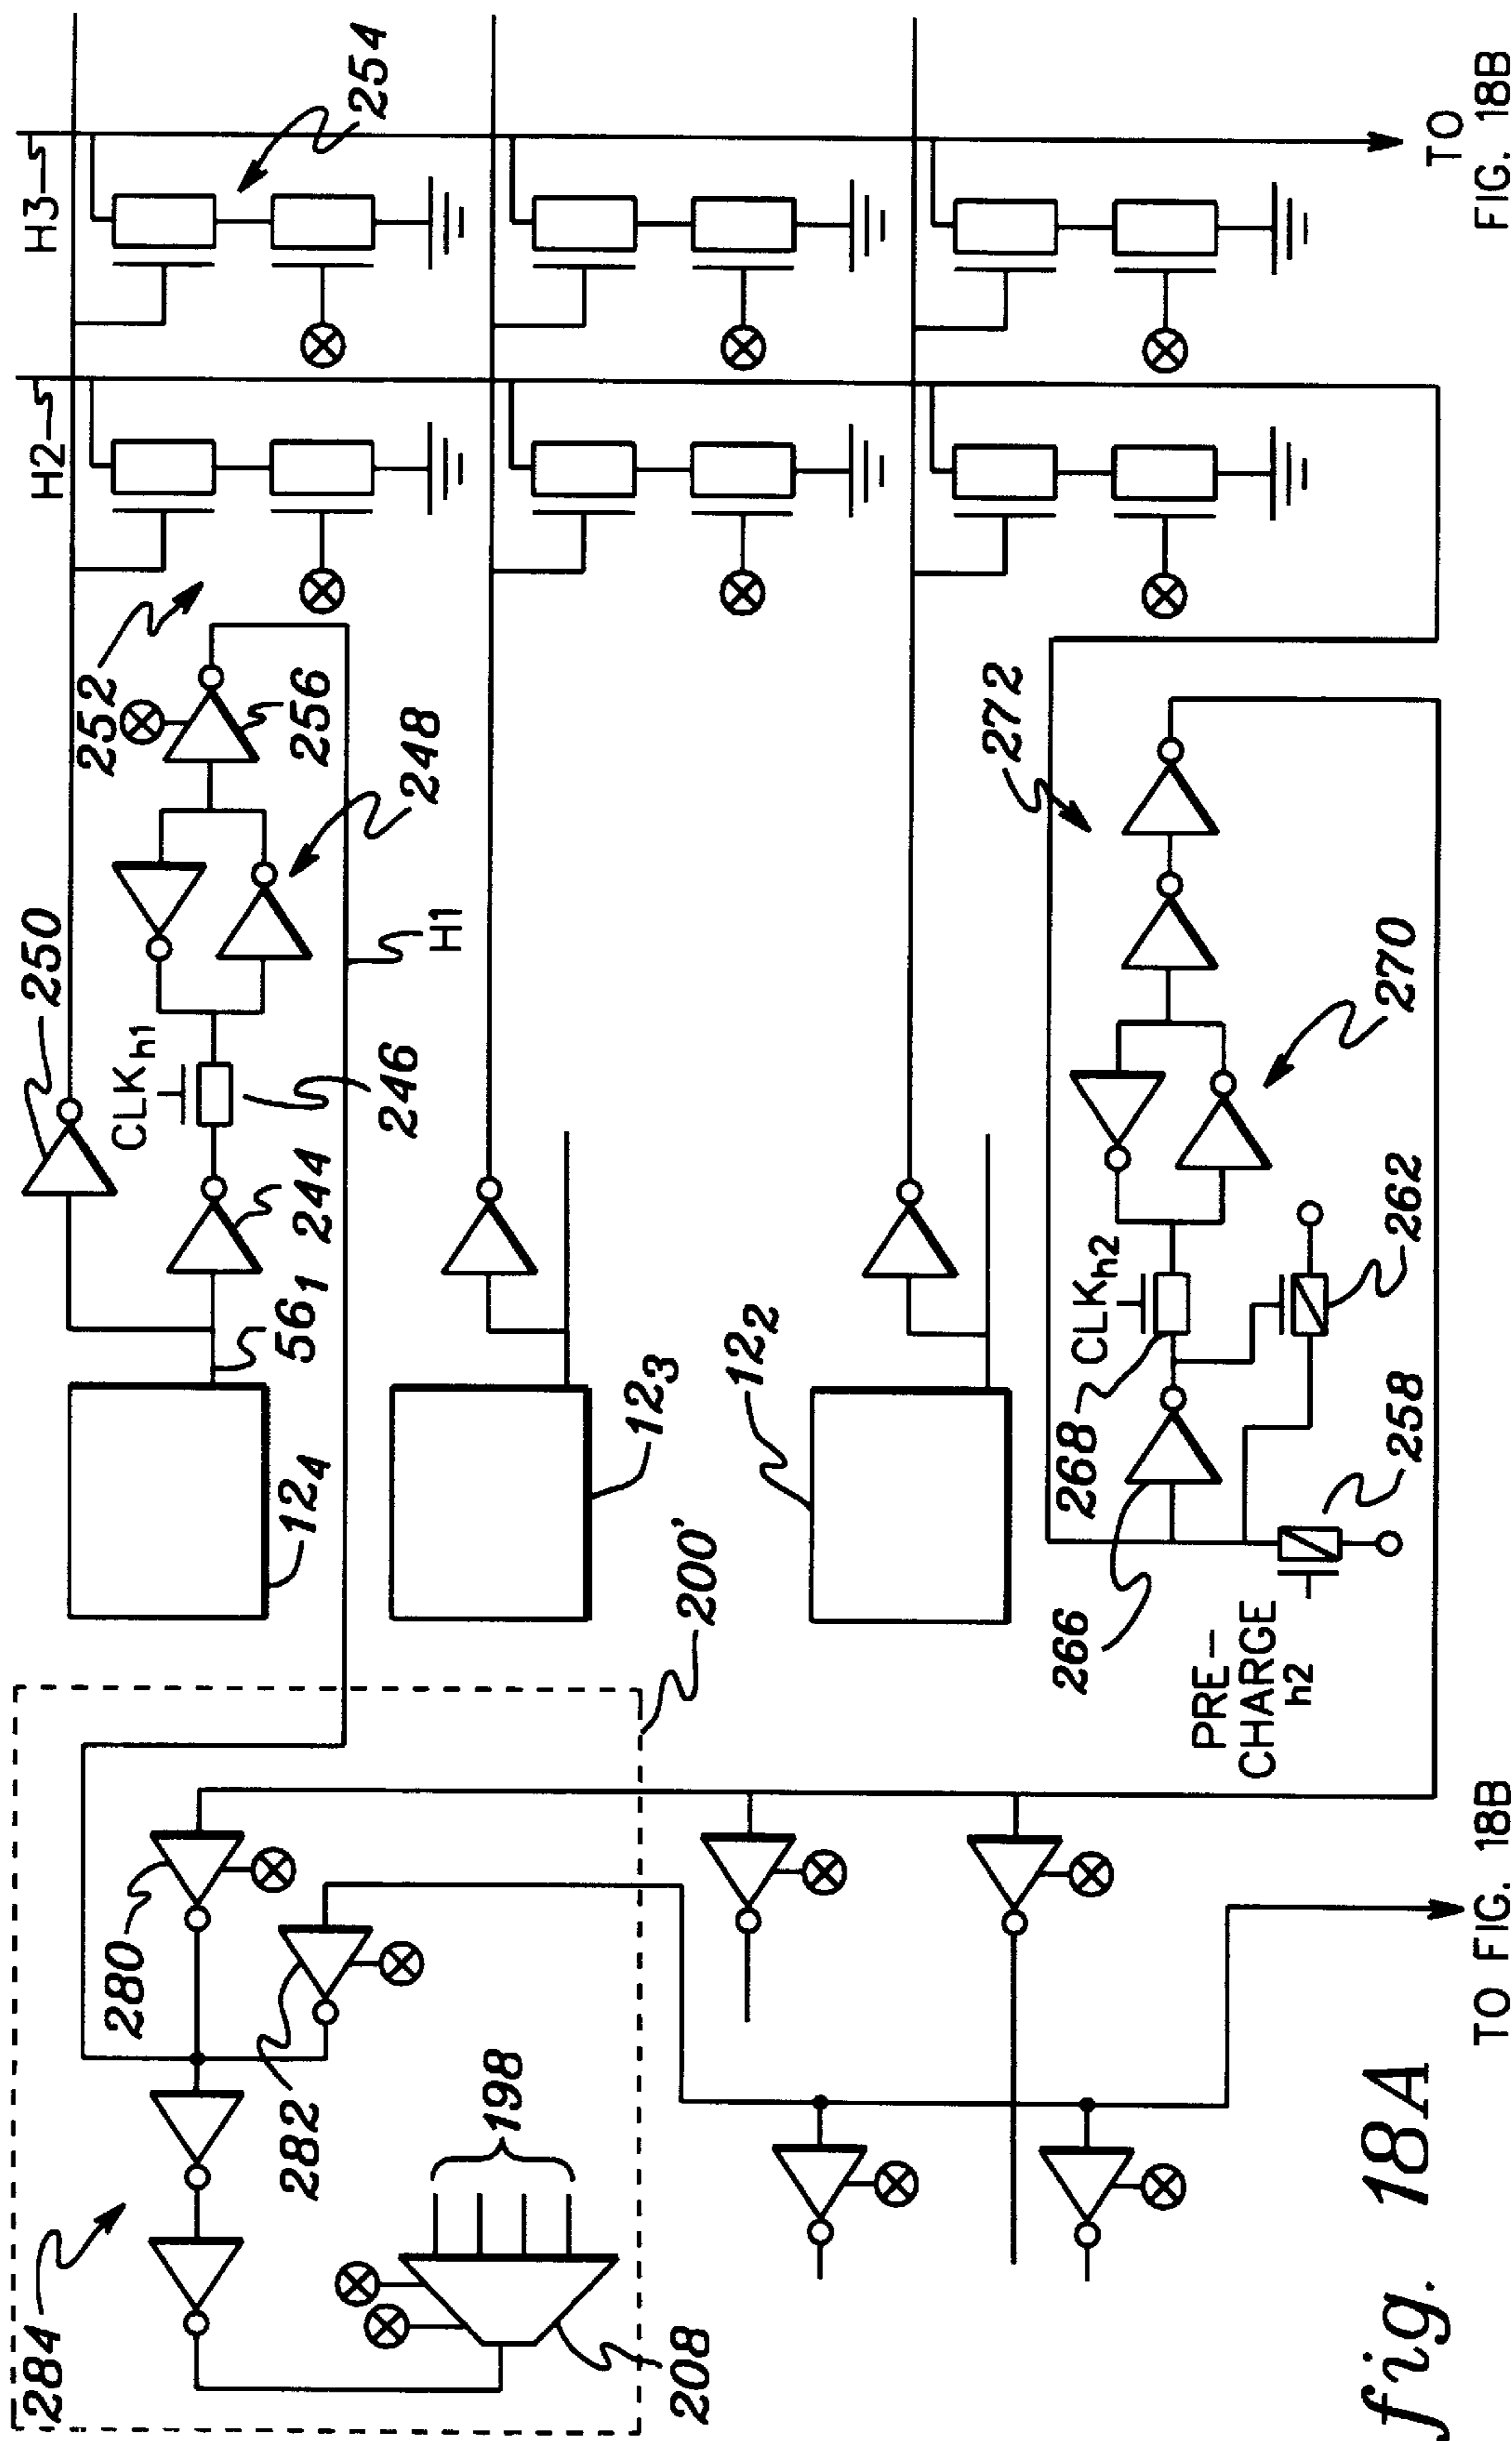 H3
254
H2
252
256
248
250
H1
CLKh1
246
244
56₁
12₄
12₃
12₂
200'
272
270
CLKh2
262
268
258
266
PRE-
CHARGE
h2
280
282
198
284
208
TO
FIG. 18B
TO FIG. 18B
fig. 18A